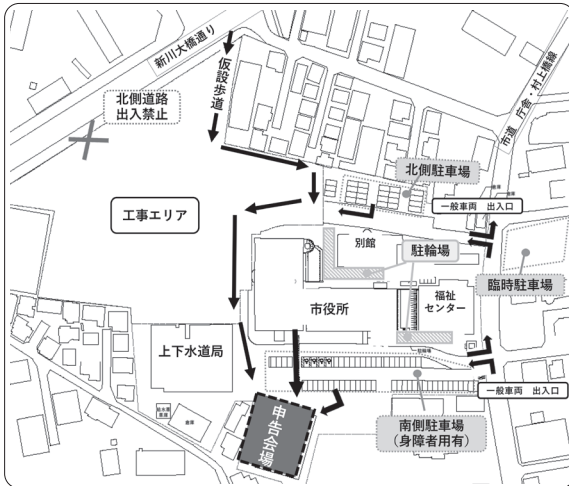 新川大橋通り
仮設歩道
北側道路
出入禁止
市道 庁舎・村上橋線
北側駐車場
一般車両 出入口
工事エリア
別館
駐輪場
臨時駐車場
市役所
福祉
センター
上下水道局
一般車両 出入口
倉庫
申告会場
南側駐車場
（身障者用有）